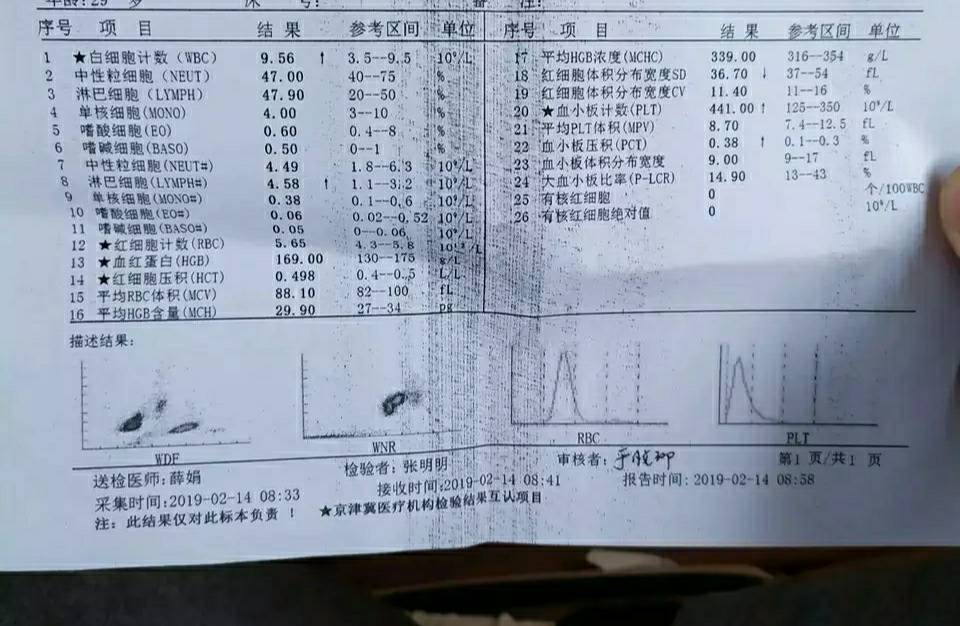 年龄:29 岁
序号 项 目 结 果 参考区间 单位
1 ★白细胞计数(WBC) 9.56 ↑ 3.5--9.5 10^9/L
2 中性粒细胞(NEUT) 47.00 40--75 %
3 淋巴细胞(LYMPH) 47.90 20--50 %
4 单核细胞(MONO) 4.00 3--10 %
5 嗜酸细胞(EO) 0.60 0.4--8 %
6 嗜碱细胞(BASO) 0.50 0--1 %
7 中性粒细胞(NEUT#) 4.49 1.8--6.3 10^9/L
8 淋巴细胞(LYMPH#) 4.58 ↑ 1.1--3.2 10^9/L
9 单核细胞(MONO#) 0.38 0.1--0.6 10^9/L
10 嗜酸细胞(EO#) 0.06 0.02--0.52 10^9/L
11 嗜碱细胞(BASO#) 0.05 0--0.06 10^9/L
12 ★红细胞计数(RBC) 5.65 4.3--5.8 10^12/L
13 ★血红蛋白(HGB) 169.00 130--175 g/L
14 ★红细胞压积(HCT) 0.498 0.4--0.5 L/L
15 平均RBC体积(MCV) 88.10 82--100 fL
16 平均HGB含量(MCH) 29.90 27--34 pg
序号 项 目 结 果 参考区间 单位
17 平均HGB浓度(MCHC) 339.00 316--354 g/L
18 红细胞体积分布宽度SD 36.70 ↓ 37--54 fL
19 红细胞体积分布宽度CV 11.40 11--16 %
20 ★血小板计数(PLT) 441.00 ↑ 125--350 10^9/L
21 平均PLT体积(MPV) 8.70 7.4--12.5 fL
22 血小板压积(PCT) 0.38 ↑ 0.1--0.3 %
23 血小板体积分布宽度 9.00 9--17 fL
24 大血小板比率(P-LCR) 14.90 13--43 %
25 有核红细胞 0 个/100WBC
26 有核红细胞绝对值 0 10^9/L
描述结果:
WDF WNR RBC PLT
送检医师:薛娟 检验者:张明明 审核者: 第1 页/共1 页
采集时间:2019-02-14 08:33 接收时间:2019-02-14 08:41 报告时间:2019-02-14 08:58
注: 此结果仅对此标本负责 ! ★京津冀医疗机构检验结果互认项目